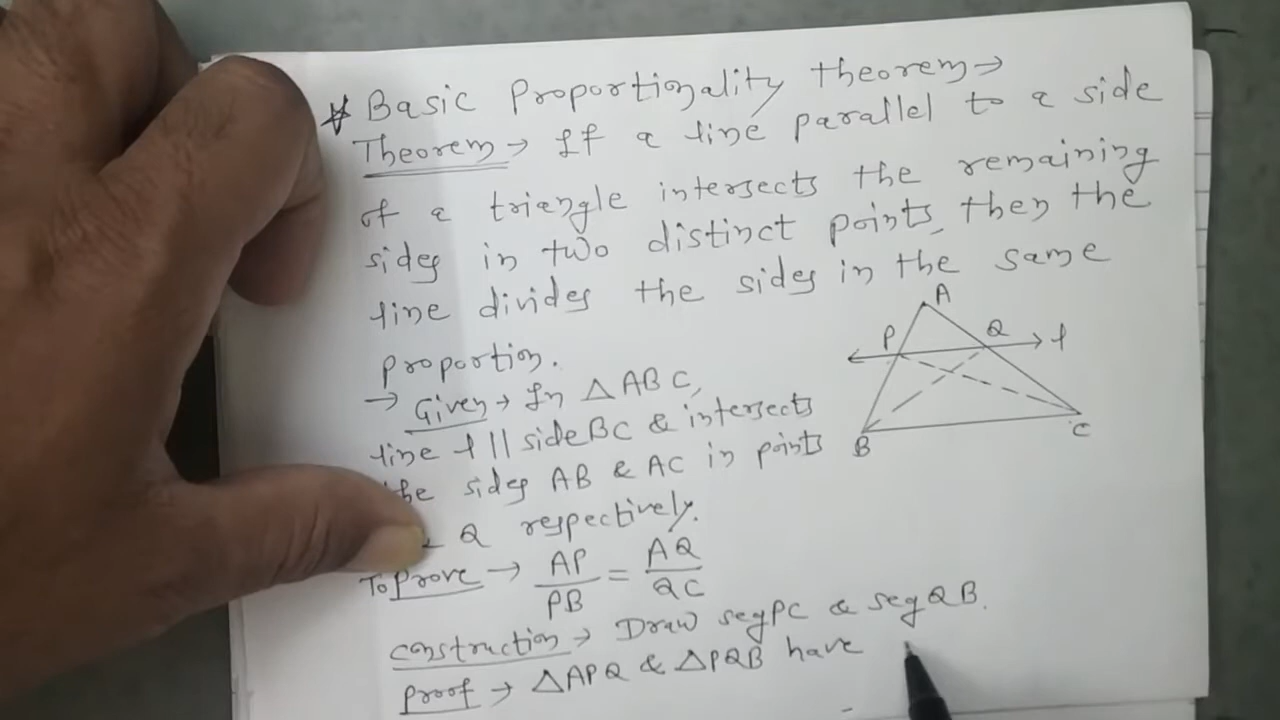 * Basic Proportionality theorem →
Theorem → If a line parallel to a side
of a triangle intersects the remaining
sides in two distinct points, then the
line divides the sides in the same
proportion.
→ Given → In △ABC,
line l || side BC & intersects
the sides AB & AC in points
Q respectively.
To prove → AP/PB = AQ/QC
construction → Draw seg PC & seg QB.
proof → △APQ & △PQB have
A
P
Q
l
B
C